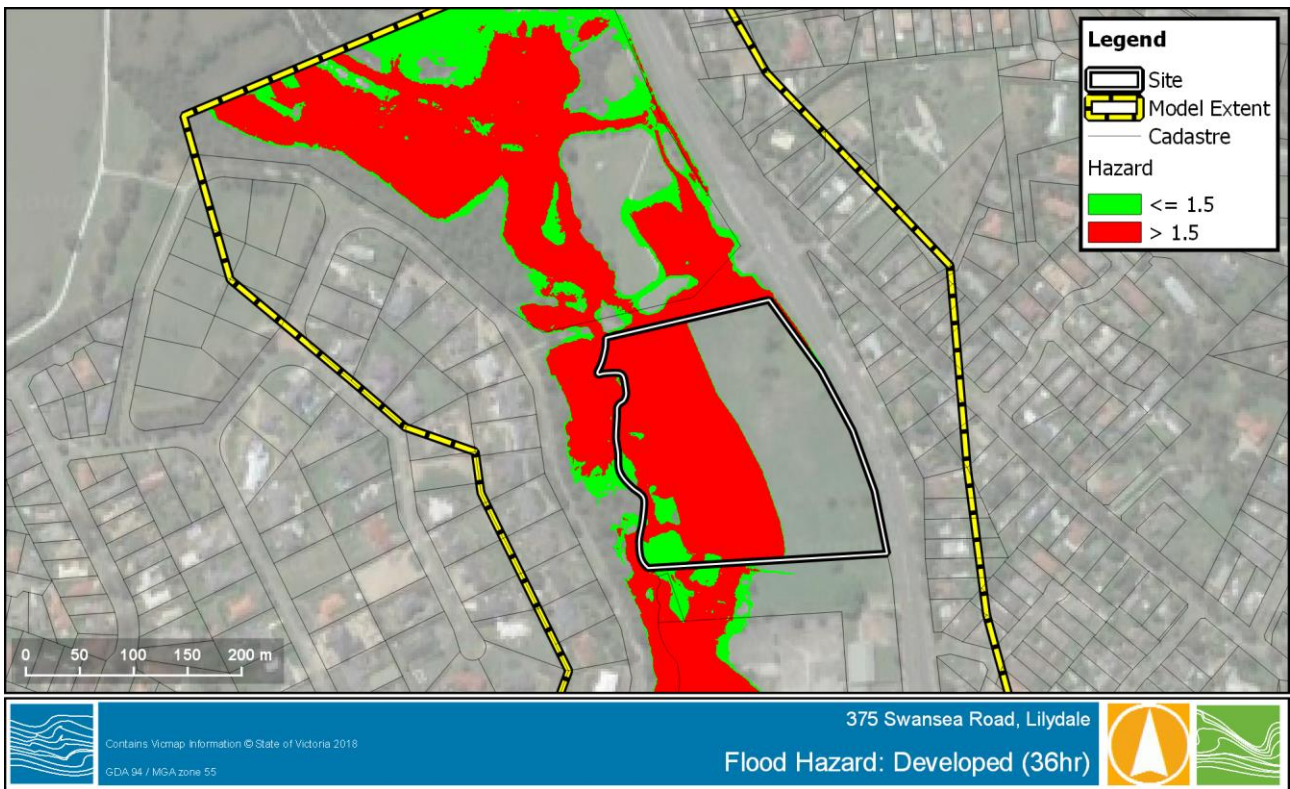 Legend
Site
Model Extent
Cadastre
Hazard
<= 1.5
> 1.5
0 50 100 150 200 m
375 Swansea Road, Lilydale
Contains Vicmap Information © State of Victoria 2018
Flood Hazard: Developed (36hr)
GDA 94 / MGA zone 55